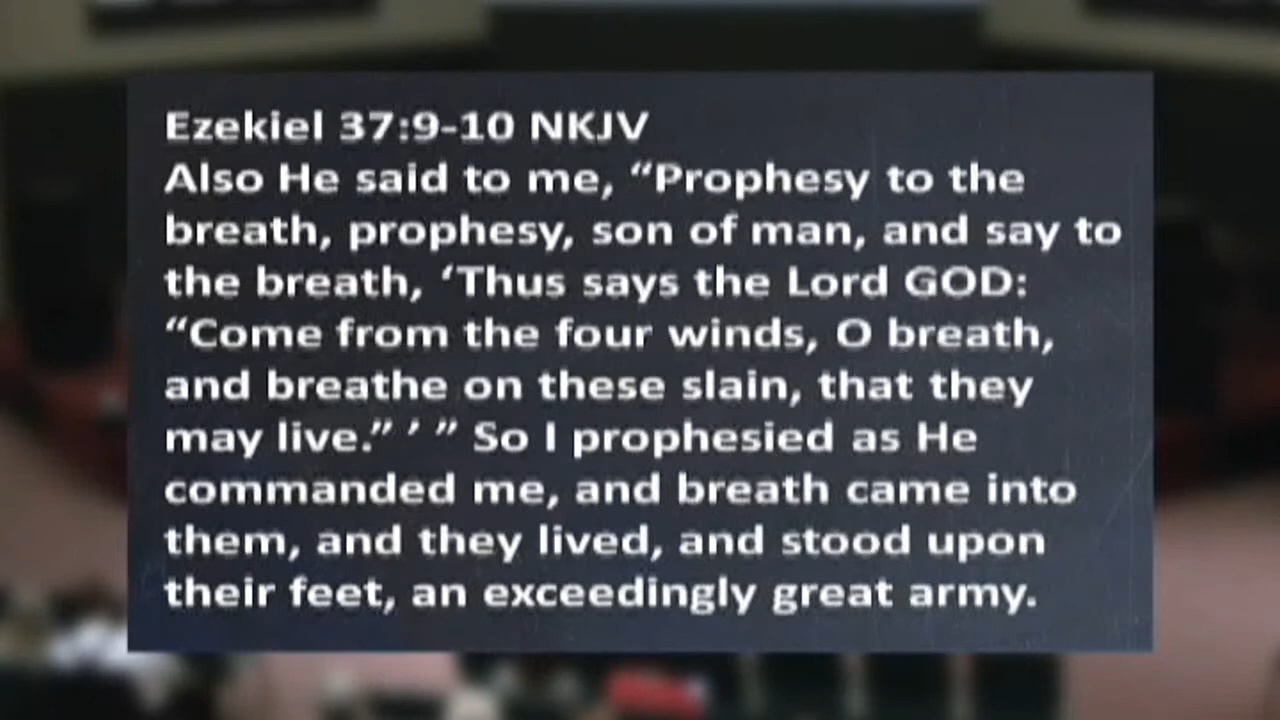 Ezekiel 37:9-10 NKJV
Also He said to me, “Prophesy to the
breath, prophesy, son of man, and say to
the breath, ‘Thus says the Lord GOD:
“Come from the four winds, O breath,
and breathe on these slain, that they
may live.” ’ ” So I prophesied as He
commanded me, and breath came into
them, and they lived, and stood upon
their feet, an exceedingly great army.